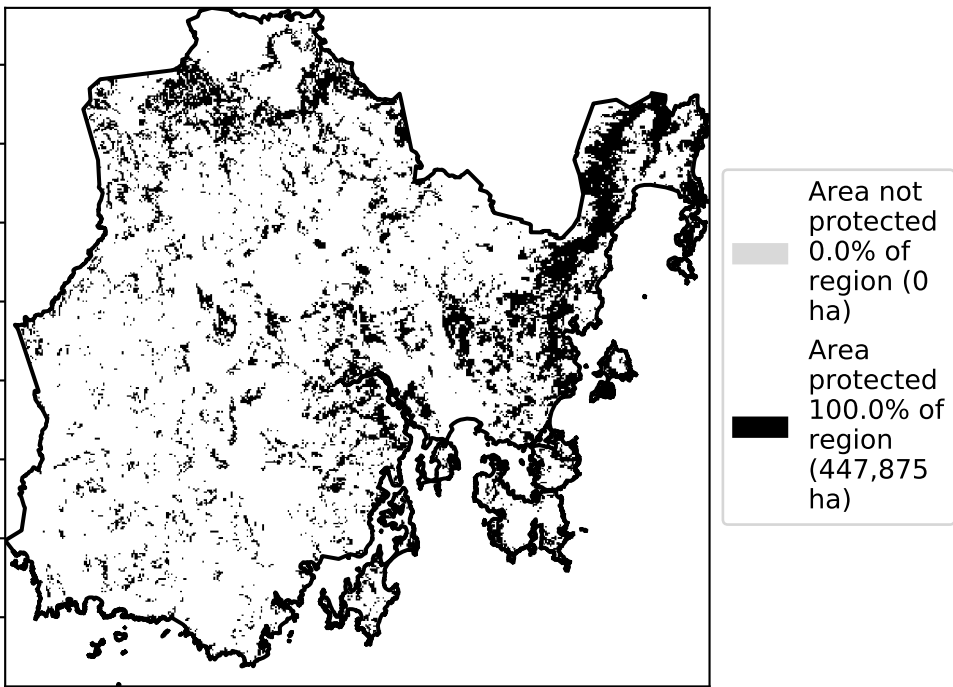 Area not
protected
0.0% of
region (0
ha)
Area
protected
100.0% of
region
(447,875
ha)